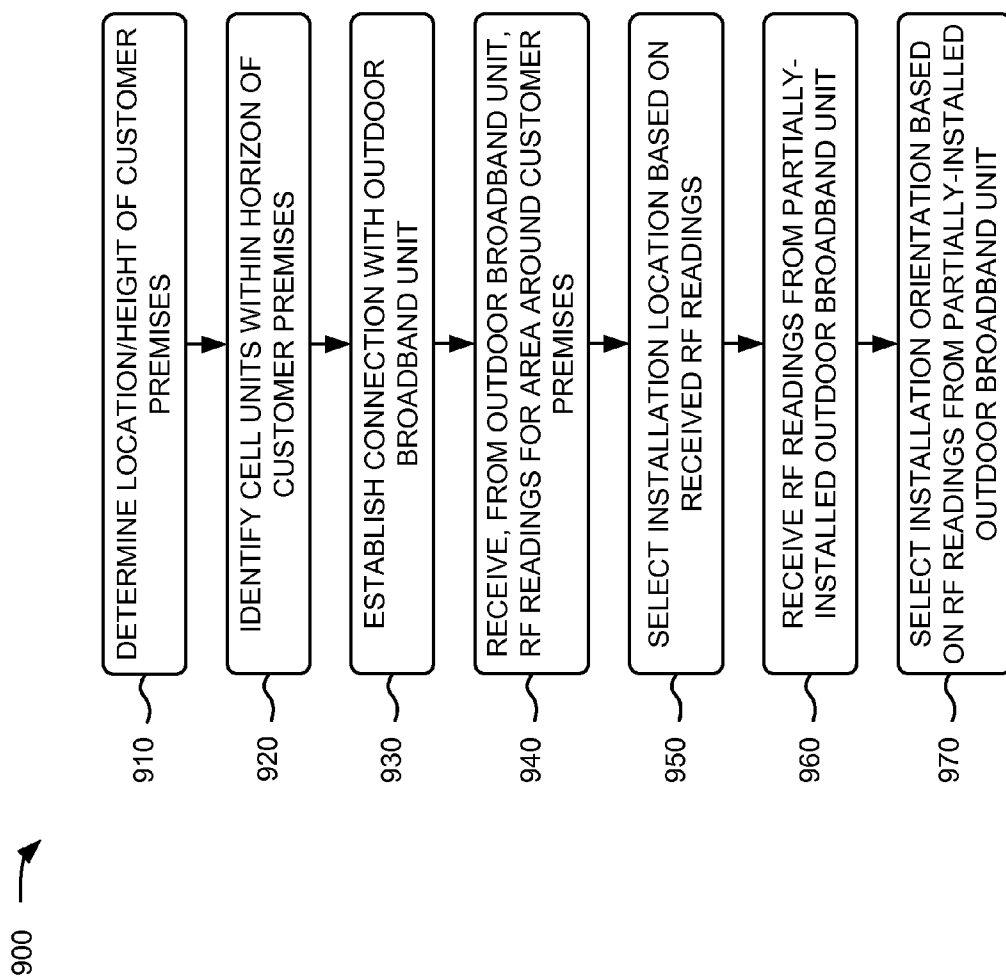 900
910
DETERMINE LOCATION/HEIGHT OF CUSTOMER
PREMISES
920
IDENTIFY CELL UNITS WITHIN HORIZON OF
CUSTOMER PREMISES
930
ESTABLISH CONNECTION WITH OUTDOOR
BROADBAND UNIT
940
RECEIVE, FROM OUTDOOR BROADBAND UNIT,
RF READINGS FOR AREA AROUND CUSTOMER
PREMISES
950
SELECT INSTALLATION LOCATION BASED ON
RECEIVED RF READINGS
960
RECEIVE RF READINGS FROM PARTIALLY-
INSTALLED OUTDOOR BROADBAND UNIT
970
SELECT INSTALLATION ORIENTATION BASED
ON RF READINGS FROM PARTIALLY-INSTALLED
OUTDOOR BROADBAND UNIT